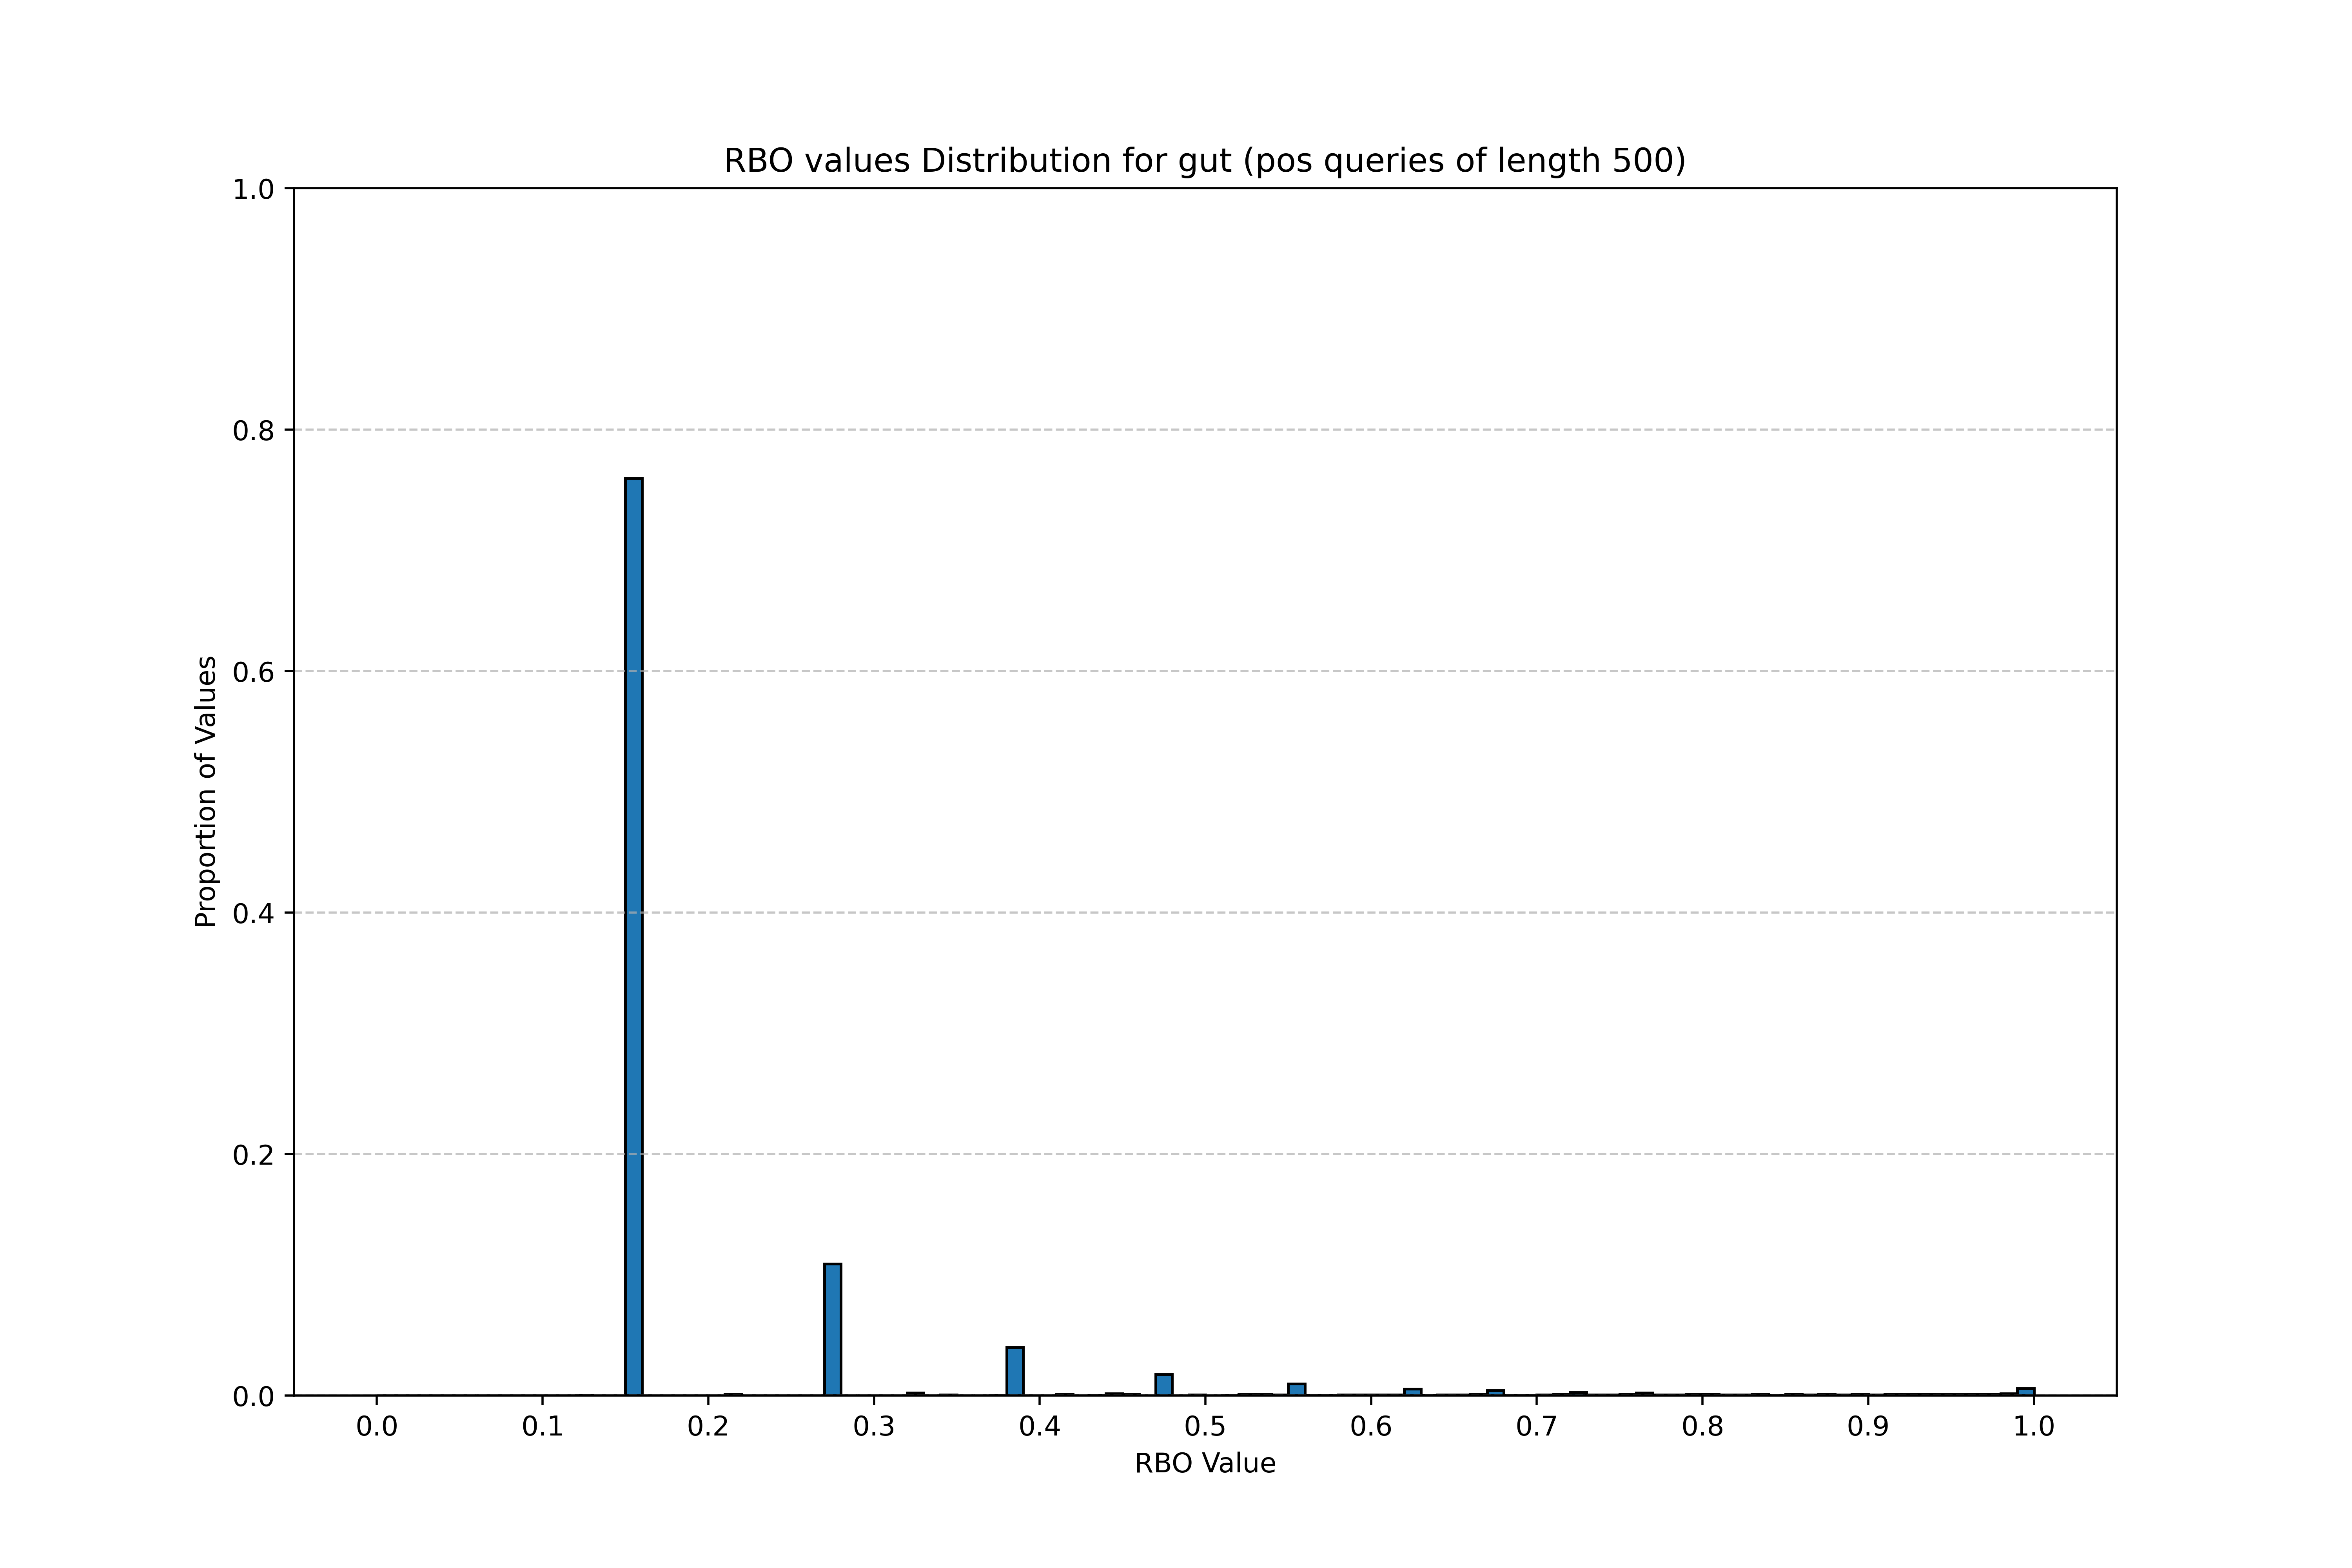 RBO values Distribution for gut (pos queries of length 500)
1.0
0.8
0.6
0.4
0.2
0.0
Proportion of Values
0.0 0.1 0.2 0.3 0.4 0.5 0.6 0.7 0.8 0.9 1.0
RBO Value